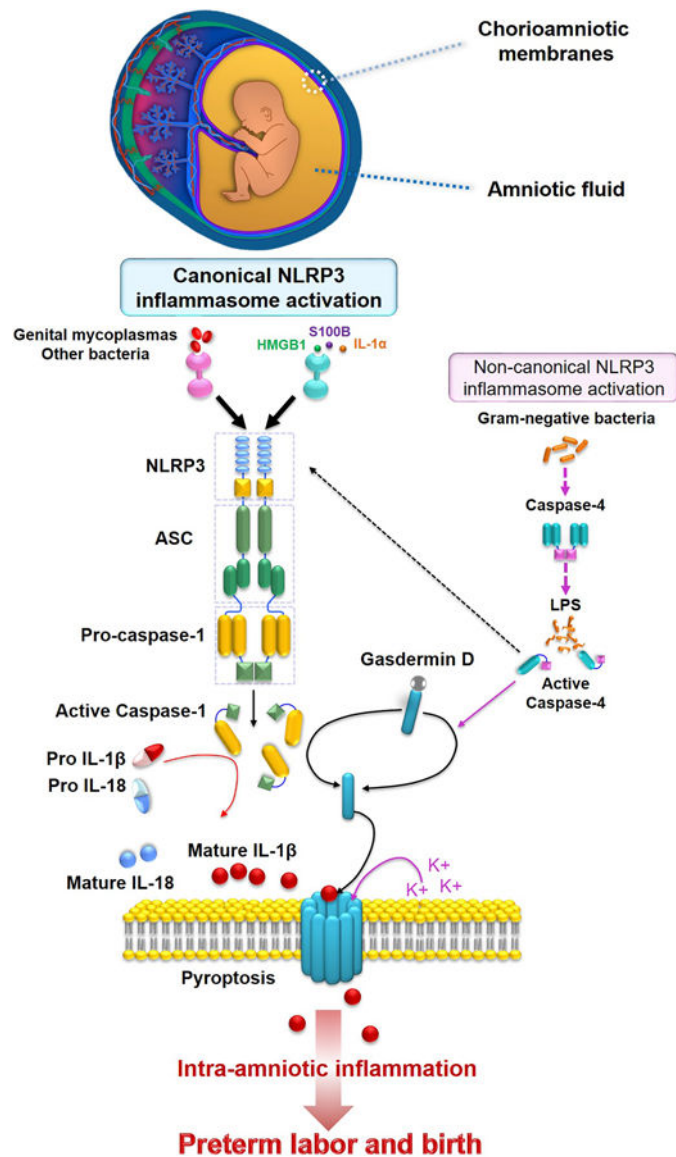 Chorioamniotic
membranes
Amniotic fluid
Canonical NLRP3
inflammasome activation
Genital mycoplasmas
Other bacteria
S100B
HMGB1
IL-1α
Non-canonical NLRP3
inflammasome activation
Gram-negative bacteria
NLRP3
Caspase-4
ASC
LPS
Pro-caspase-1
Gasdermin D
Active
Caspase-4
Active Caspase-1
Pro IL-1β
Pro IL-18
Mature IL-1β
Mature IL-18
K+
K+
K+
Pyroptosis
Intra-amniotic inflammation
Preterm labor and birth